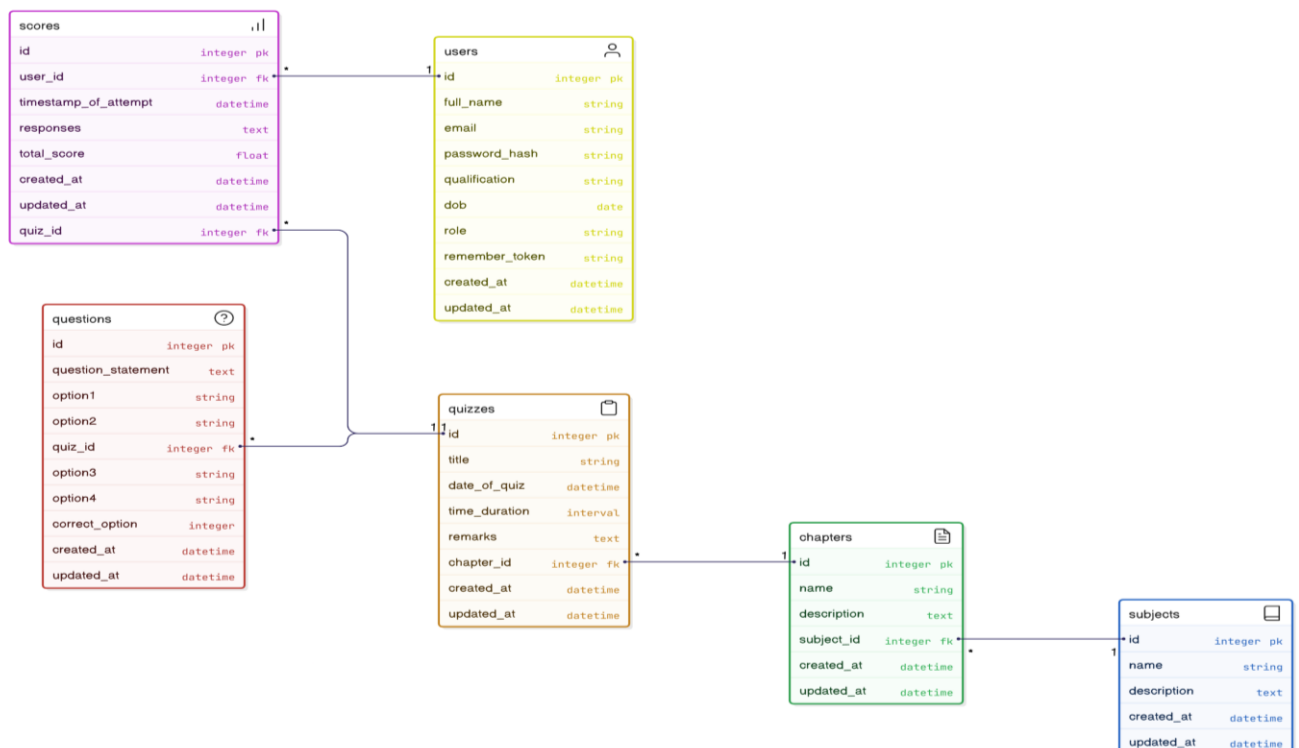 scores
id integer pk
user_id integer fk
timestamp_of_attempt datetime
responses text
total_score float
created_at datetime
updated_at datetime
quiz_id integer fk
*
*
1
users
id integer pk
full_name string
email string
password_hash string
qualification string
dob date
role string
remember_token string
created_at datetime
updated_at datetime
questions
id integer pk
question_statement text
option1 string
option2 string
quiz_id integer fk
option3 string
option4 string
correct_option integer
created_at datetime
updated_at datetime
*
1 1
quizzes
id integer pk
title string
date_of_quiz datetime
time_duration interval
remarks text
chapter_id integer fk
created_at datetime
updated_at datetime
*
1
chapters
id integer pk
name string
description text
subject_id integer fk
created_at datetime
updated_at datetime
*
1
subjects
id integer pk
name string
description text
created_at datetime
updated_at datetime